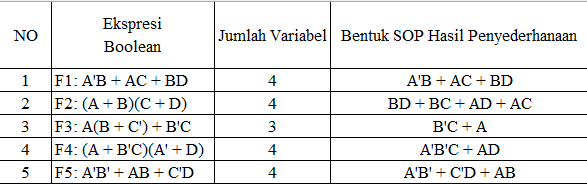 NO Ekspresi Boolean Jumlah Variabel Bentuk SOP Hasil Penyederhanaan
1 F1: A'B + AC + BD 4 A'B + AC + BD
2 F2: (A + B)(C + D) 4 BD + BC + AD + AC
3 F3: A(B + C') + B'C 3 B'C + A
4 F4: (A + B'C)(A' + D) 4 A'B'C + AD
5 F5: A'B' + AB + C'D 4 A'B' + C'D + AB